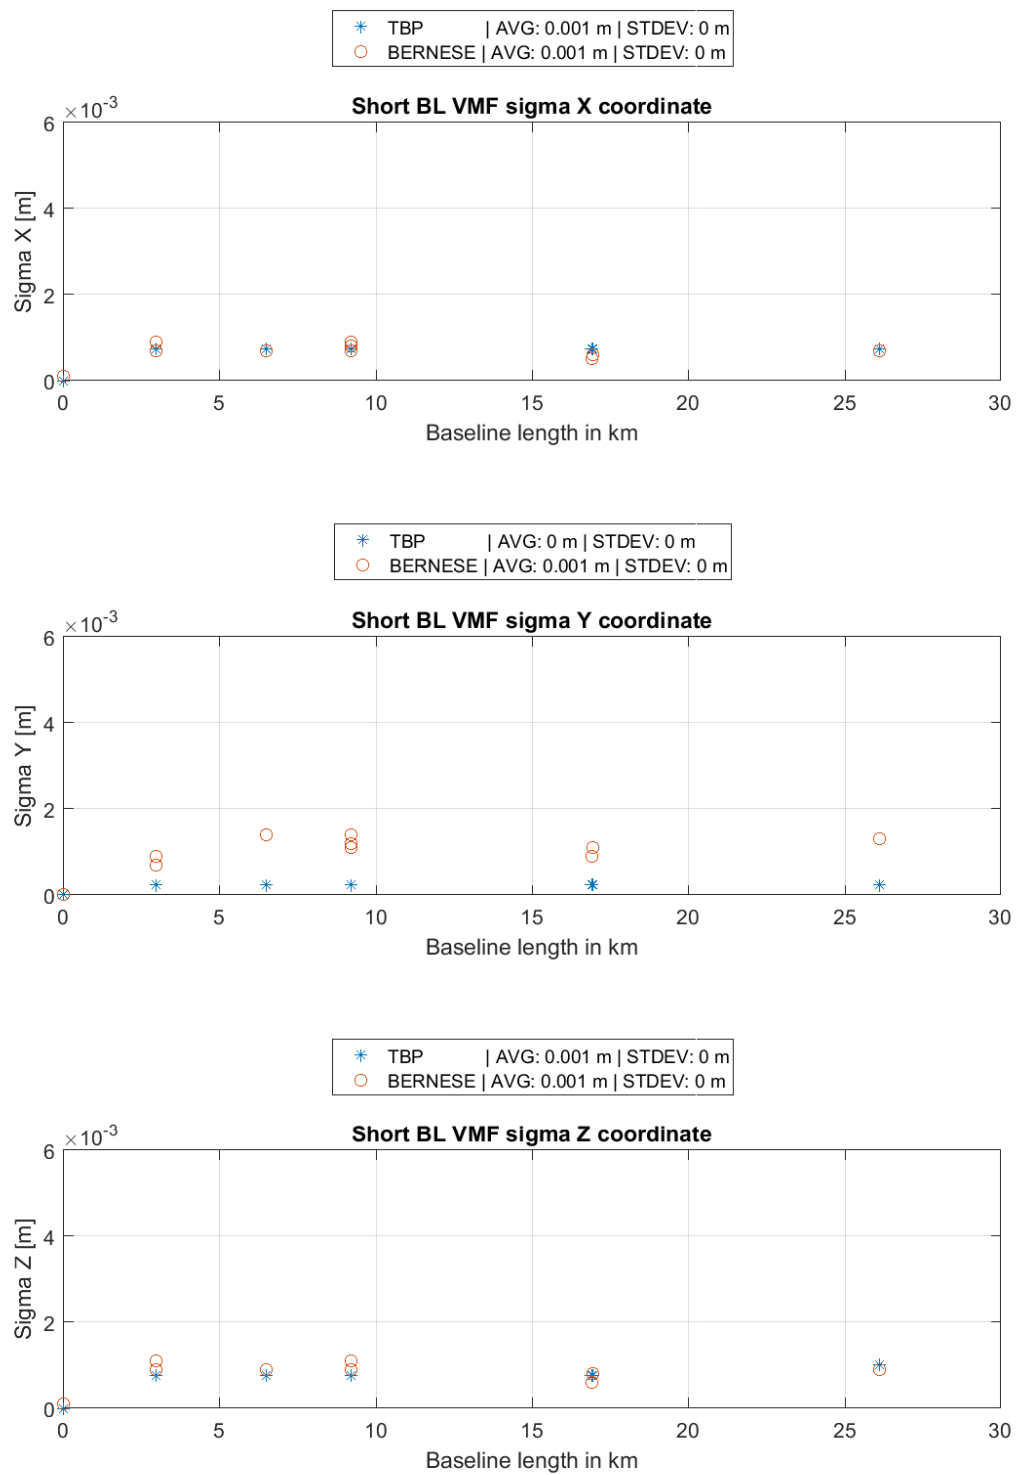 TBP | AVG: 0.001 m | STDEV: 0 m
BERNESE | AVG: 0.001 m | STDEV: 0 m
Short BL VMF sigma X coordinate
×10-3
6
4
2
0
Sigma X [m]
0 5 10 15 20 25 30
Baseline length in km
TBP | AVG: 0 m | STDEV: 0 m
BERNESE | AVG: 0.001 m | STDEV: 0 m
Short BL VMF sigma Y coordinate
×10-3
6
4
2
0
Sigma Y [m]
0 5 10 15 20 25 30
Baseline length in km
TBP | AVG: 0.001 m | STDEV: 0 m
BERNESE | AVG: 0.001 m | STDEV: 0 m
Short BL VMF sigma Z coordinate
×10-3
6
4
2
0
Sigma Z [m]
0 5 10 15 20 25 30
Baseline length in km